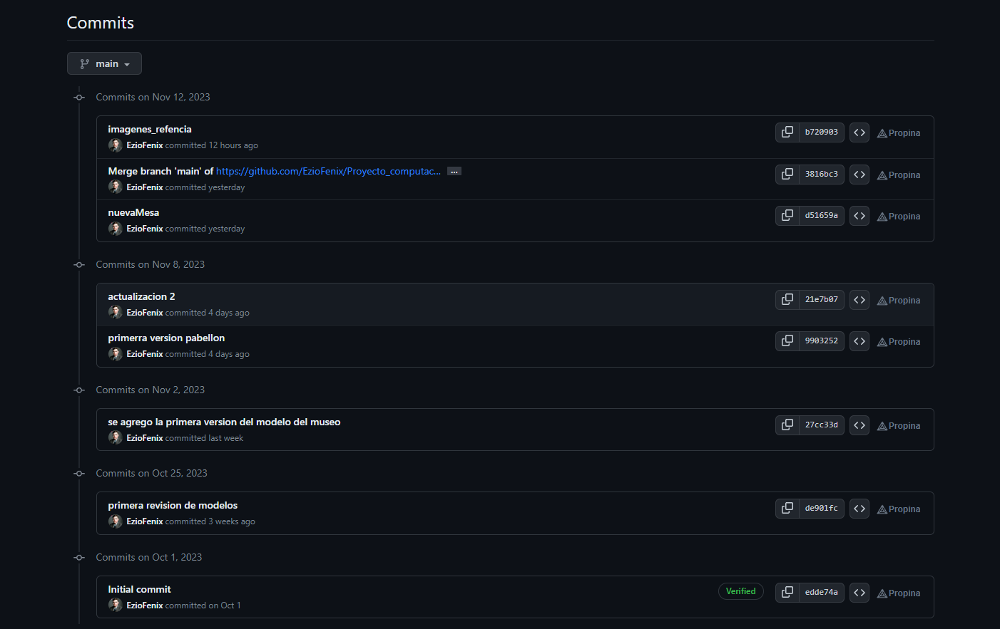 Commits
main
Commits on Nov 12, 2023
imagenes_refencia
b720903
Propina
EzioFenix committed 12 hours ago
Merge branch 'main' of https://github.com/EzioFenix/Proyecto_computac... ...
3816bc3
Propina
EzioFenix committed yesterday
nuevaMesa
d51659a
Propina
EzioFenix committed yesterday
Commits on Nov 8, 2023
actualizacion 2
21e7b07
Propina
EzioFenix committed 4 days ago
primerra version pabellon
9903252
Propina
EzioFenix committed 4 days ago
Commits on Nov 2, 2023
se agrego la primera version del modelo del museo
27cc33d
Propina
EzioFenix committed last week
Commits on Oct 25, 2023
primera revision de modelos
de901fc
Propina
EzioFenix committed 3 weeks ago
Commits on Oct 1, 2023
Initial commit
Verified
edde74a
Propina
EzioFenix committed on Oct 1